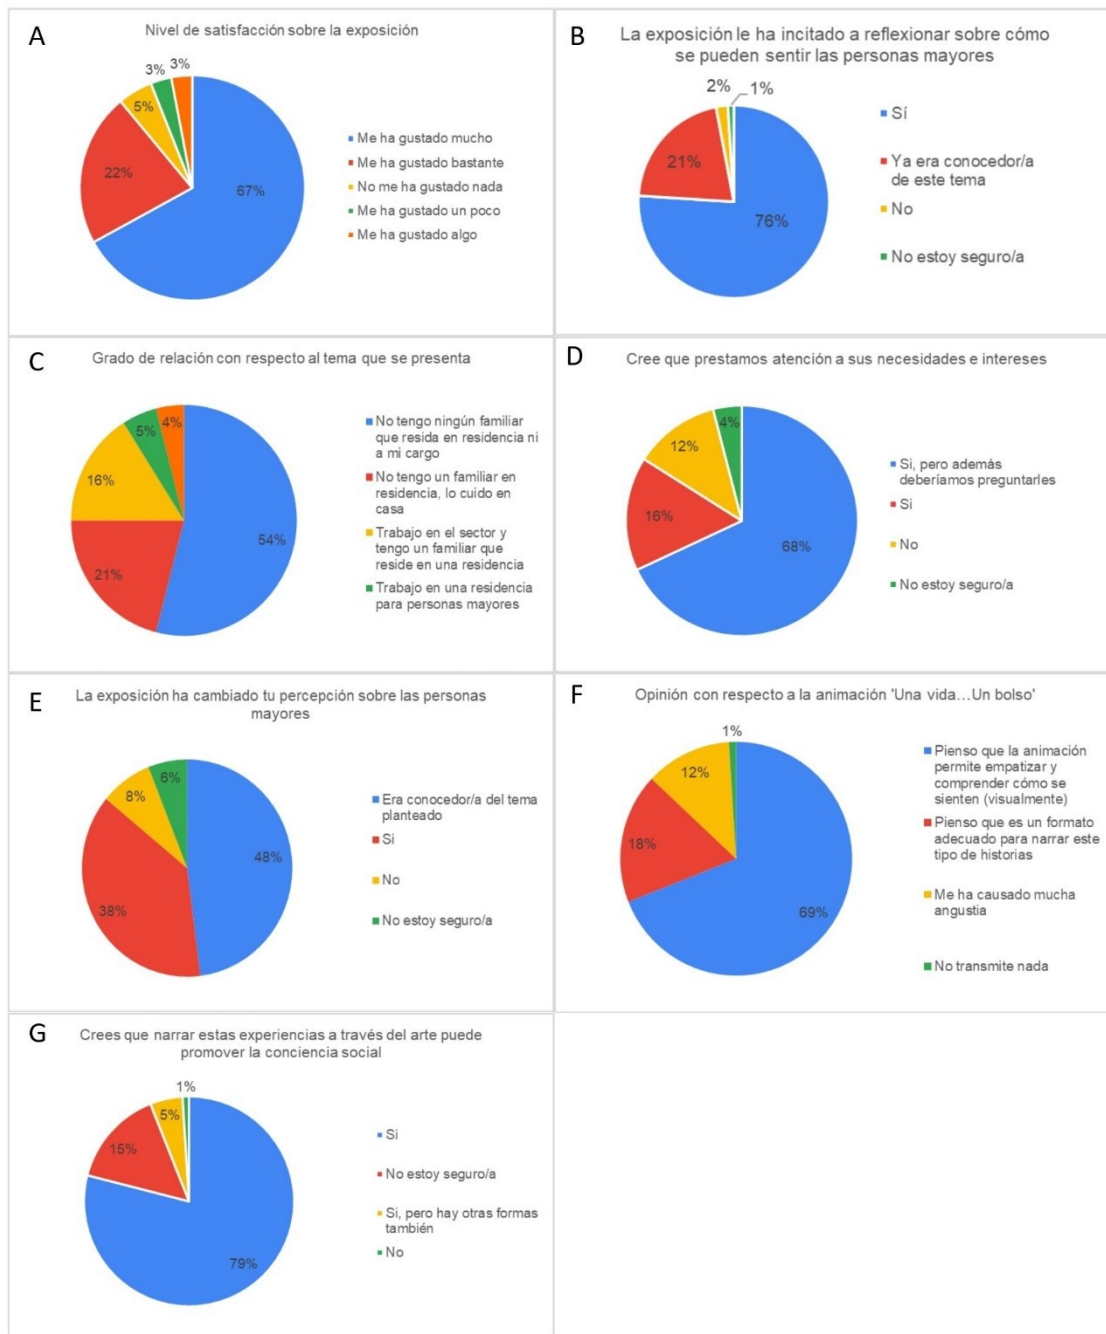 A
Nivel de satisfacción sobre la exposición
3%
3%
5%
22%
67%
Me ha gustado mucho
Me ha gustado bastante
No me ha gustado nada
Me ha gustado un poco
Me ha gustado algo
B
La exposición le ha incitado a reflexionar sobre cómo
se pueden sentir las personas mayores
2%
1%
21%
76%
Sí
Ya era conocedor/a
de este tema
No
No estoy seguro/a
C
Grado de relación con respecto al tema que se presenta
4%
5%
16%
21%
54%
No tengo ningún familiar
que resida en residencia ni
a mi cargo
No tengo un familiar en
residencia, lo cuido en
casa
Trabajo en el sector y
tengo un familiar que
reside en una residencia
Trabajo en una residencia
para personas mayores
D
Cree que prestamos atención a sus necesidades e intereses
4%
12%
16%
68%
Si, pero además
deberíamos preguntarles
Si
No
No estoy seguro/a
E
La exposición ha cambiado tu percepción sobre las personas
mayores
6%
8%
38%
48%
Era conocedor/a del tema
planteado
Si
No
No estoy seguro/a
F
Opinión con respecto a la animación 'Una vida...Un bolso'
1%
12%
18%
69%
Pienso que la animación
permite empatizar y
comprender cómo se
sienten (visualmente)
Pienso que es un formato
adecuado para narrar este
tipo de historias
Me ha causado mucha
angustia
No transmite nada
G
Crees que narrar estas experiencias a través del arte puede
promover la conciencia social
1%
5%
15%
79%
Si
No estoy seguro/a
Si, pero hay otras formas
también
No